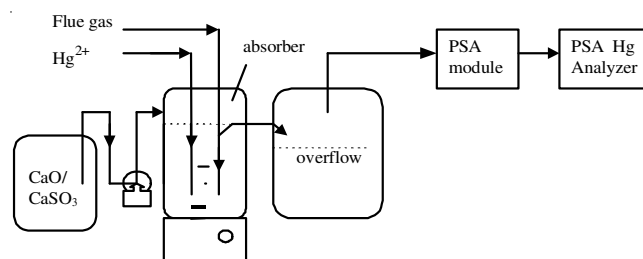 Flue gas
Hg2+
absorber
PSA module
PSA Hg Analyzer
CaO/
CaSO3
overflow